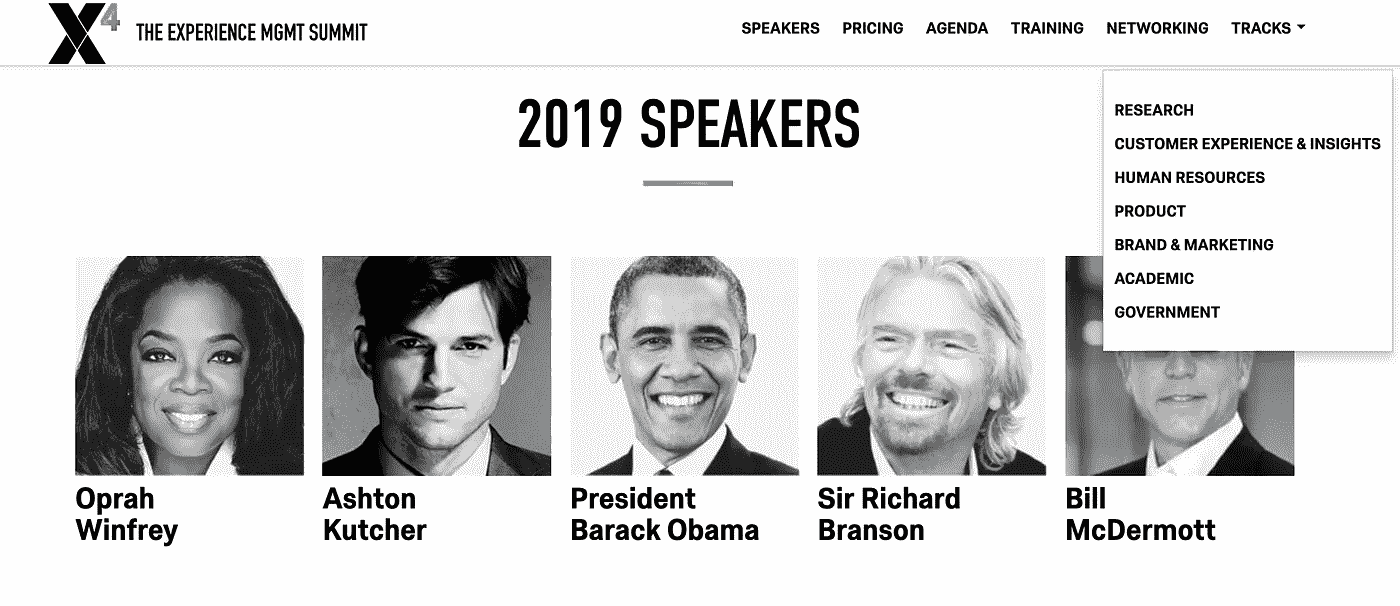 X4
THE EXPERIENCE MGMT SUMMIT
SPEAKERS PRICING AGENDA TRAINING NETWORKING TRACKS
RESEARCH
CUSTOMER EXPERIENCE & INSIGHTS
HUMAN RESOURCES
PRODUCT
BRAND & MARKETING
ACADEMIC
GOVERNMENT
2019 SPEAKERS
Oprah
Winfrey
Ashton
Kutcher
President
Barack Obama
Sir Richard
Branson
Bill
McDermott